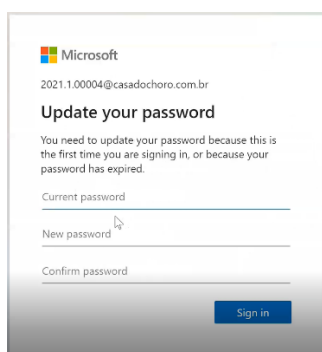 Microsoft
2021.1.00004@casadochoro.com.br
Update your password
You need to update your password because this is
the first time you are signing in, or because your
password has expired.
Current password
New password
Confirm password
Sign in